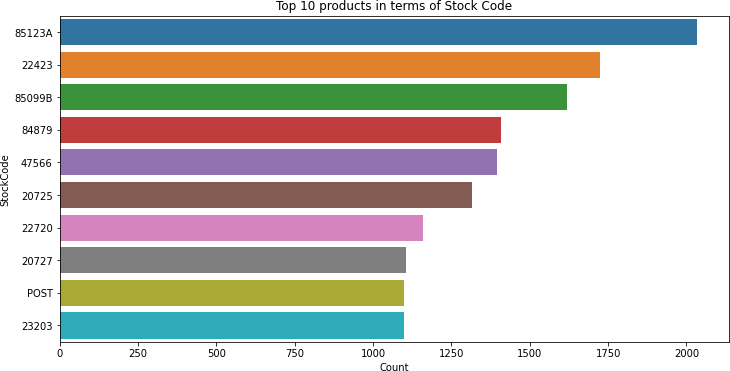 Top 10 products in terms of Stock Code
StockCode
85123A
22423
85099B
84879
47566
20725
22720
20727
POST
23203
0 250 500 750 1000 1250 1500 1750 2000
Count